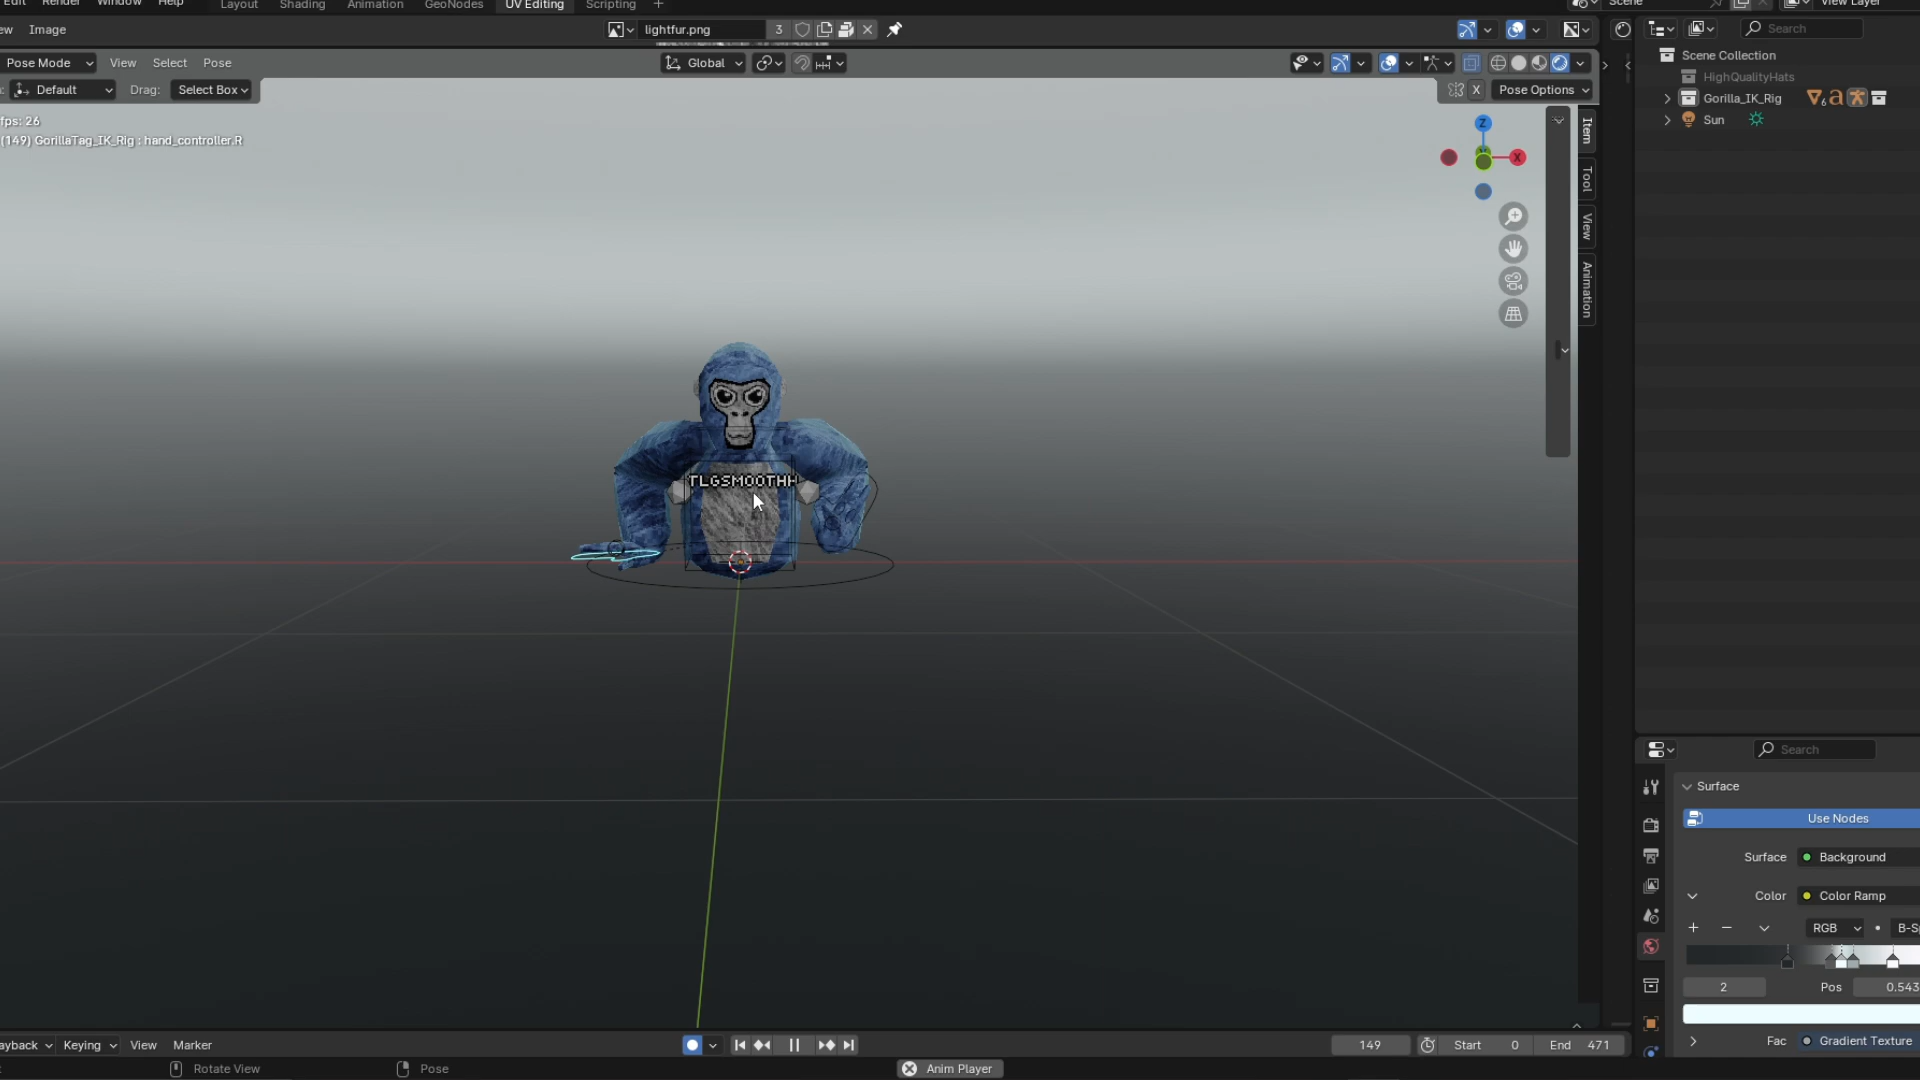 Edit Render Window Help Layout Shading Animation GeoNodes UV Editing Scripting + Scene View Layer
Image lightfur.png 3 Search
Pose Mode View Select Pose Global Scene Collection
Default Drag: Select Box X Pose Options HighQualityHats
Gorilla_IK_Rig 6
Sun
fps: 26
(149) GorillaTag_IK_Rig : hand_controller.R
Z
X
Item
Tool
View
Animation
TLGSMOOTHH
Search
Surface
Use Nodes
Surface Background
Color Color Ramp
RGB B-S
2 Pos 0.543
Fac Gradient Texture
ayback Keying View Marker 149 Start 0 End 471
Rotate View Pose Anim Player